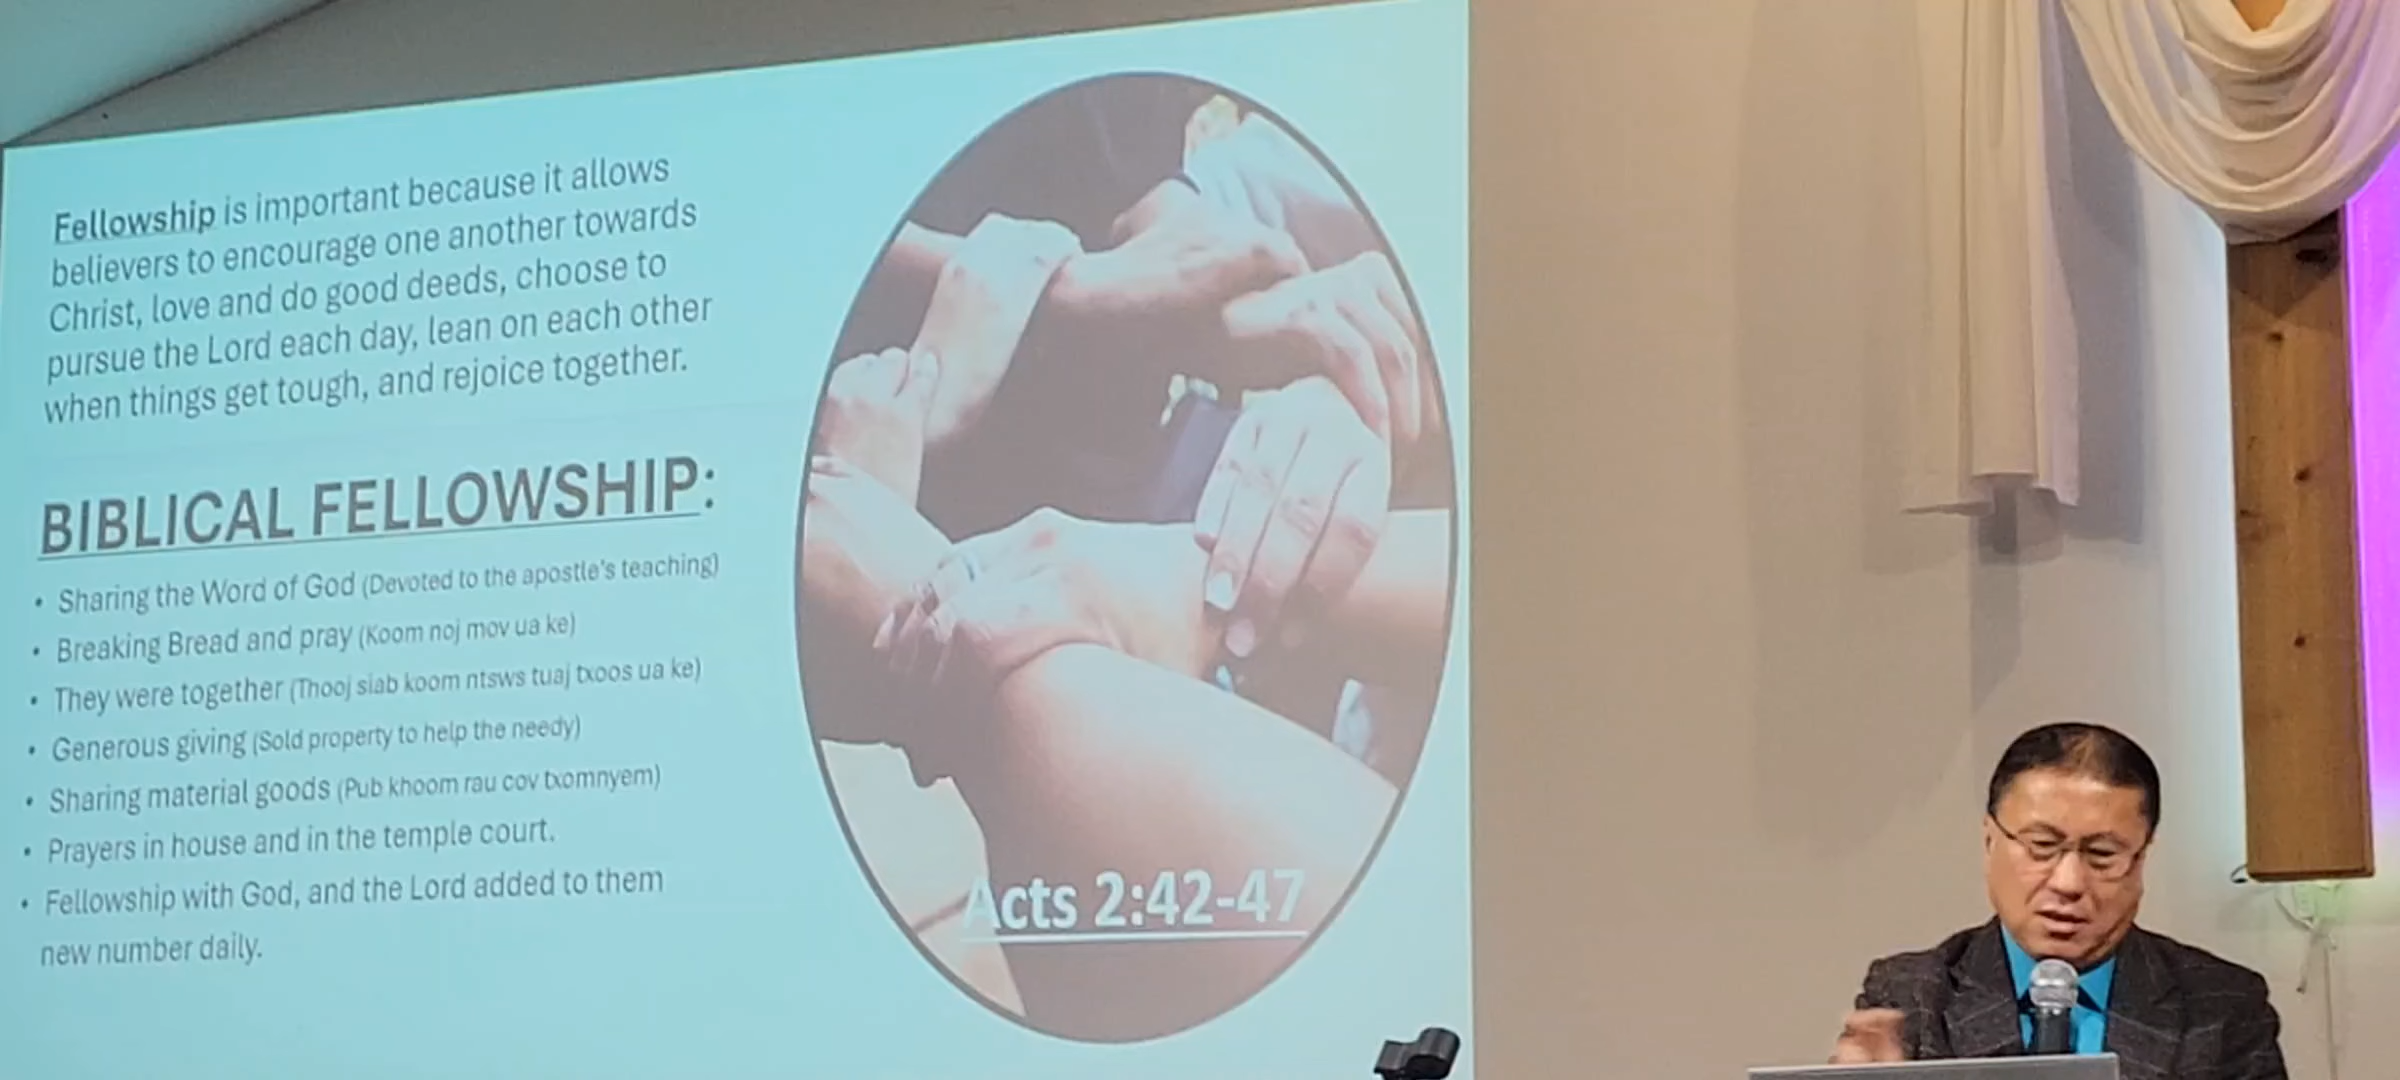 Fellowship is important because it allows
believers to encourage one another towards
Christ, love and do good deeds, choose to
pursue the Lord each day, lean on each other
when things get tough, and rejoice together.
BIBLICAL FELLOWSHIP:
• Sharing the Word of God (Devoted to the apostle's teaching)
• Breaking Bread and pray (Koom noj mov ua ke)
• They were together (Thooj siab koom ntsws tuaj txoos ua ke)
• Generous giving (Sold property to help the needy)
• Sharing material goods (Pub khoom rau cov txomnyem)
• Prayers in house and in the temple court.
• Fellowship with God, and the Lord added to them
new number daily.
Acts 2:42-47